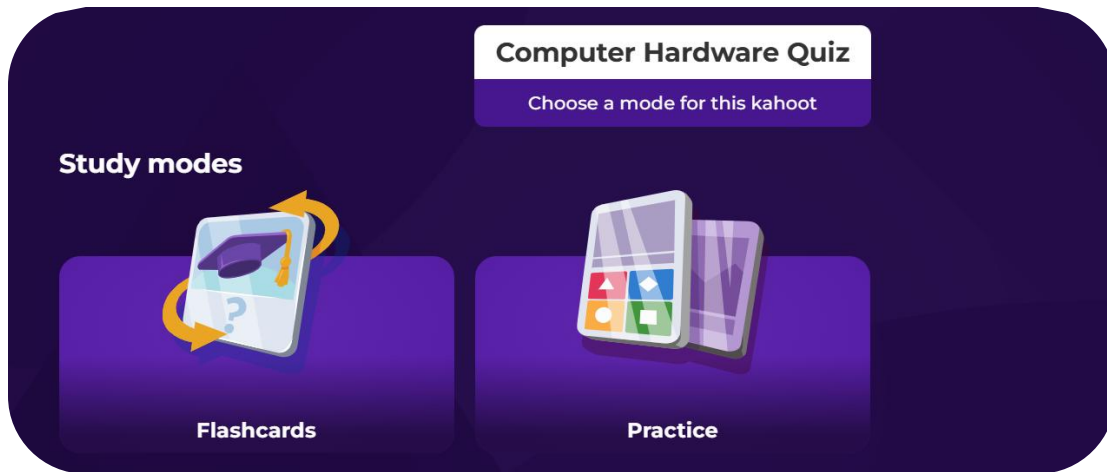 Computer Hardware Quiz
Choose a mode for this kahoot
Study modes
?
Flashcards
Practice